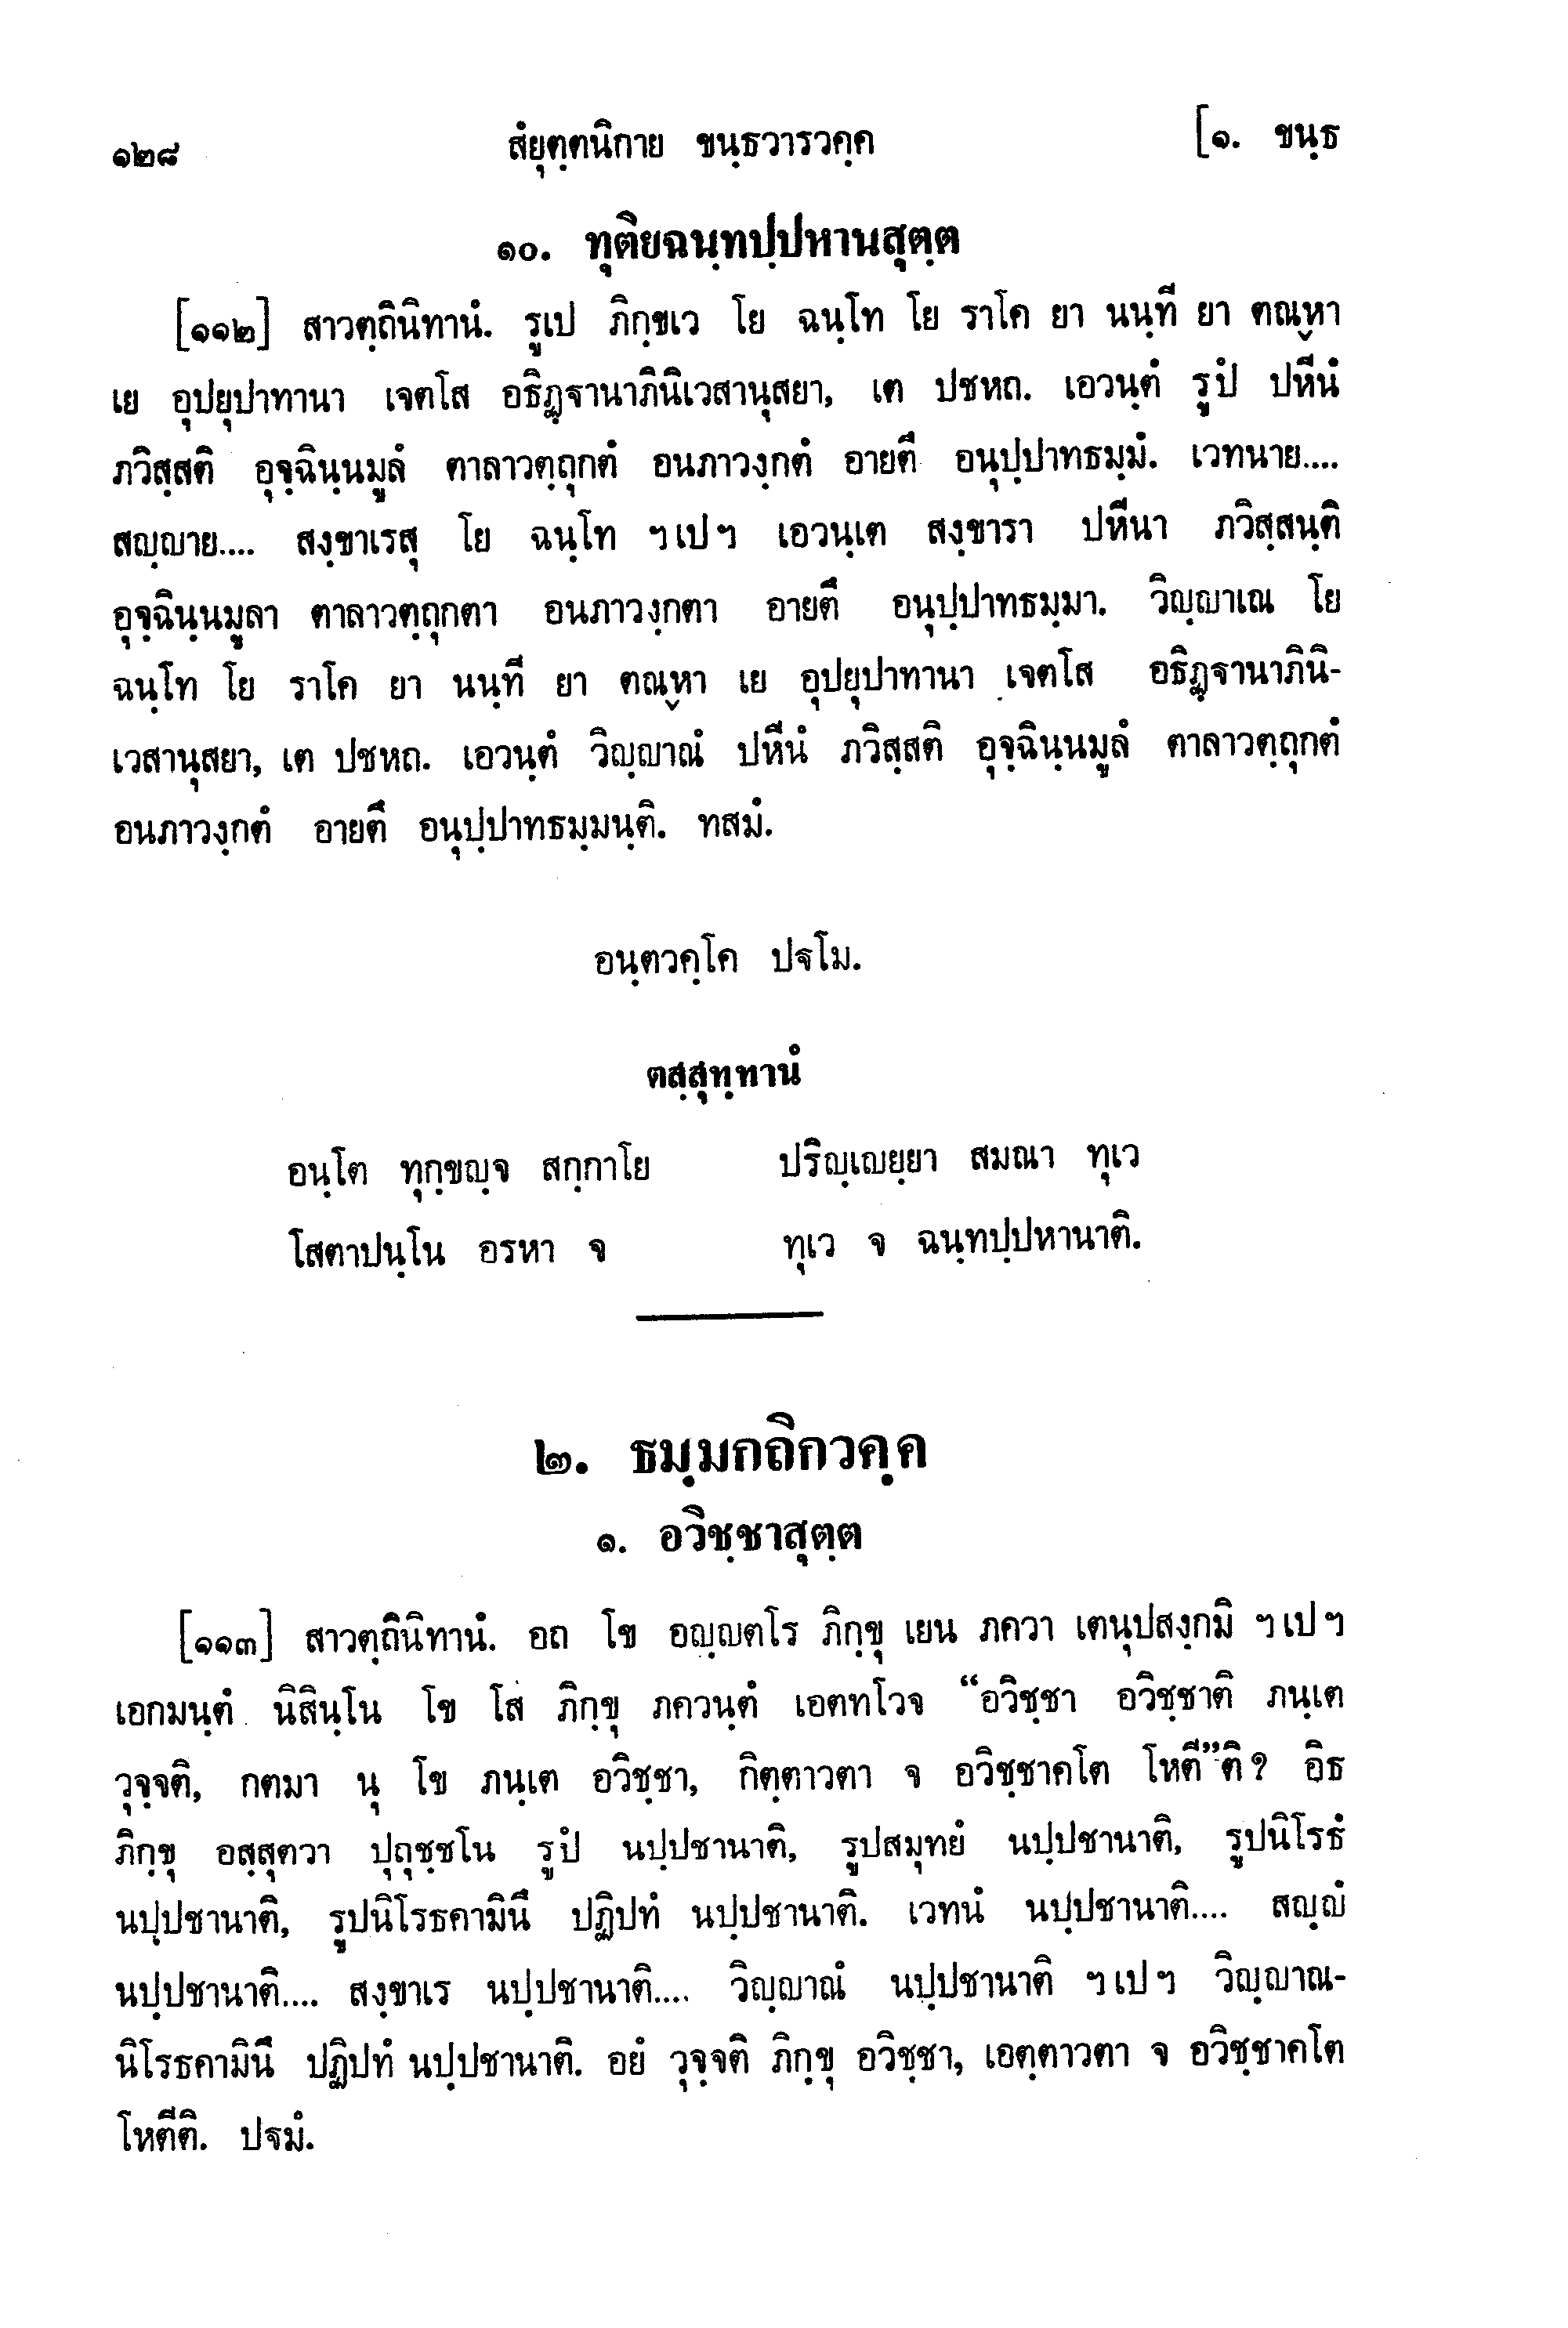 ๑๒๘ สํยุตฺตนิกาย ขนฺธวารวคฺค [๑. ขนฺธ
๑๐. ทุติยฉนฺทปฺปหานสุตฺต
[๑๑๒] สาวตฺถินิทานํ. รูเป ภิกฺขเว โย ฉนฺโท โย ราโค ยา นนฺที ยา ตณฺหา
เย อุปยุปาทานา เจตโส อธิฏฺฐานาภินิเวสานุสยา, เต ปชหถ. เอวนฺตํ รูปํ ปหีนํ
ภวิสฺสติ อุจฺฉินฺนมูลํ ตาลาวตฺถุกตํ อนภาวงฺกตํ อายตึ อนุปฺปาทธมฺมํ. เวทนาย....
สญฺญาย.... สงฺขาเรสุ โย ฉนฺโท ฯเปฯ เอวนฺเต สงฺขารา ปหีนา ภวิสฺสนฺติ
อุจฺฉินฺนมูลา ตาลาวตฺถุกตา อนภาวงฺกตา อายตึ อนุปฺปาทธมฺมา. วิญฺญาเณ โย
ฉนฺโท โย ราโค ยา นนฺที ยา ตณฺหา เย อุปยุปาทานา เจตโส อธิฏฺฐานาภินิ-
เวสานุสยา, เต ปชหถ. เอวนฺตํ วิญฺญาณํ ปหีนํ ภวิสฺสติ อุจฺฉินฺนมูลํ ตาลาวตฺถุกตํ
อนภาวงฺกตํ อายตึ อนุปฺปาทธมฺมนฺติ. ทสมํ.
อนฺตวคฺโค ปฐโม.
ตสฺสุทฺทานํ
อนฺโต ทุกฺขญฺจ สกฺกาโย ปริญฺเญยฺยา สมณา ทุเว
โสตาปนฺโน อรหา จ ทุเว จ ฉนฺทปฺปหานาติ.
๒. ธมฺมกถิกวคฺค
๑. อวิชฺชาสุตฺต
[๑๑๓] สาวตฺถินิทานํ. อถ โข อญฺญตโร ภิกฺขุ เยน ภควา เตนุปสงฺกมิ ฯเปฯ
เอกมนฺตํ นิสินฺโน โข โส ภิกฺขุ ภควนฺตํ เอตทโวจ “อวิชฺชา อวิชฺชาติ ภนฺเต
วุจฺจติ, กตมา นุ โข ภนฺเต อวิชฺชา, กิตฺตาวตา จ อวิชฺชาคโต โหตี”ติ? อิธ
ภิกฺขุ อสฺสุตวา ปุถุชฺชโน รูปํ นปฺปชานาติ, รูปสมุทยํ นปฺปชานาติ, รูปนิโรธํ
นปฺปชานาติ, รูปนิโรธคามินึ ปฏิปทํ นปฺปชานาติ. เวทนํ นปฺปชานาติ.... สญฺญํ
นปฺปชานาติ.... สงฺขาเร นปฺปชานาติ.... วิญฺญาณํ นปฺปชานาติ ฯเปฯ วิญฺญาณ-
นิโรธคามินึ ปฏิปทํ นปฺปชานาติ. อยํ วุจฺจติ ภิกฺขุ อวิชฺชา, เอตฺตาวตา จ อวิชฺชาคโต
โหตีติ. ปฐมํ.